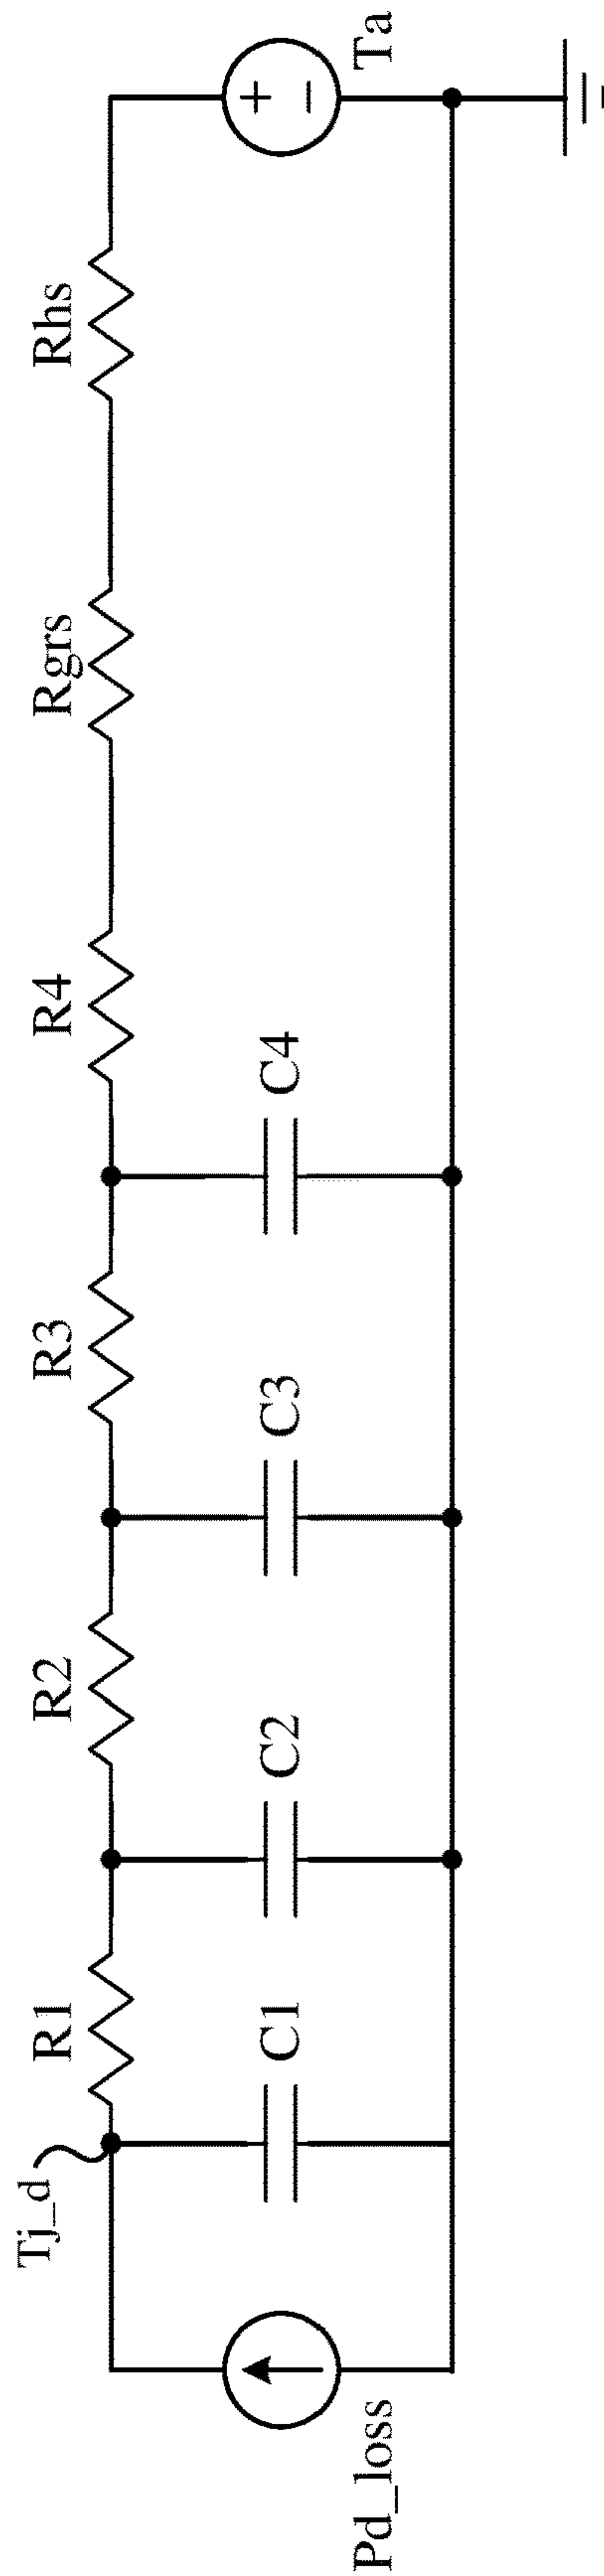 Tj_d
R1
R2
R3
R4
Rgrs
Rhs
C1
C2
C3
C4
Pd_loss
+
−
Ta